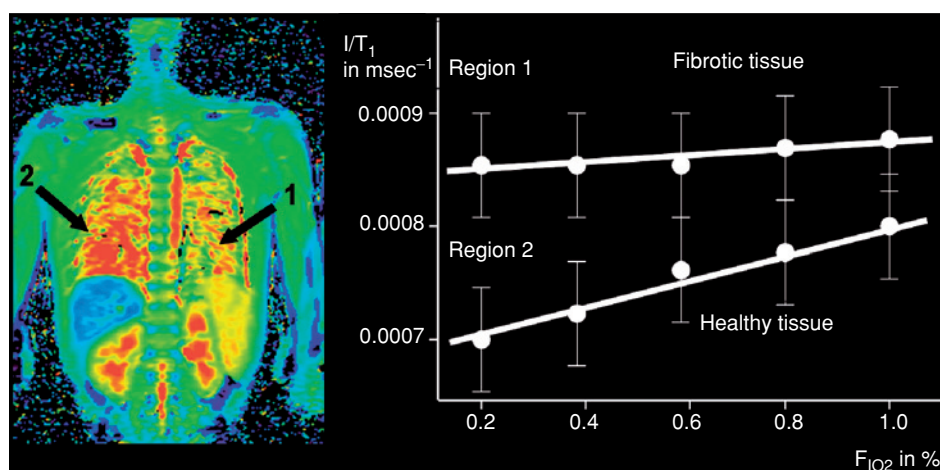 2
1
I/T₁
in msec⁻¹
Region 1
Fibrotic tissue
0.0009
0.0008
Region 2
0.0007
Healthy tissue
0.2
0.4
0.6
0.8
1.0
F_IO2 in %